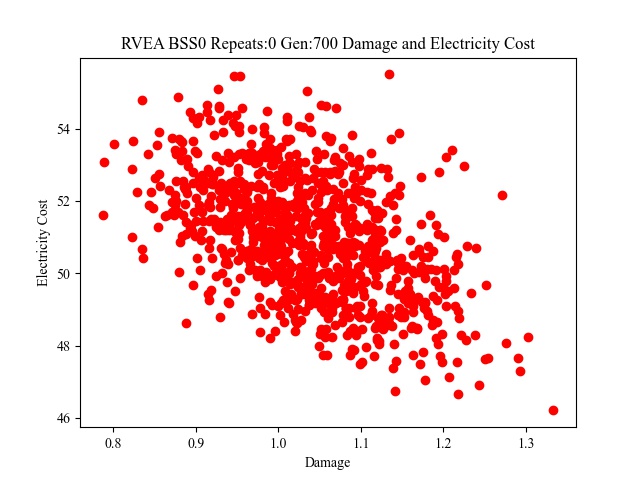 RVEA BSS0 Repeats:0 Gen:700 Damage and Electricity Cost
54
52
50
48
46
Electricity Cost
0.8 0.9 1.0 1.1 1.2 1.3
Damage